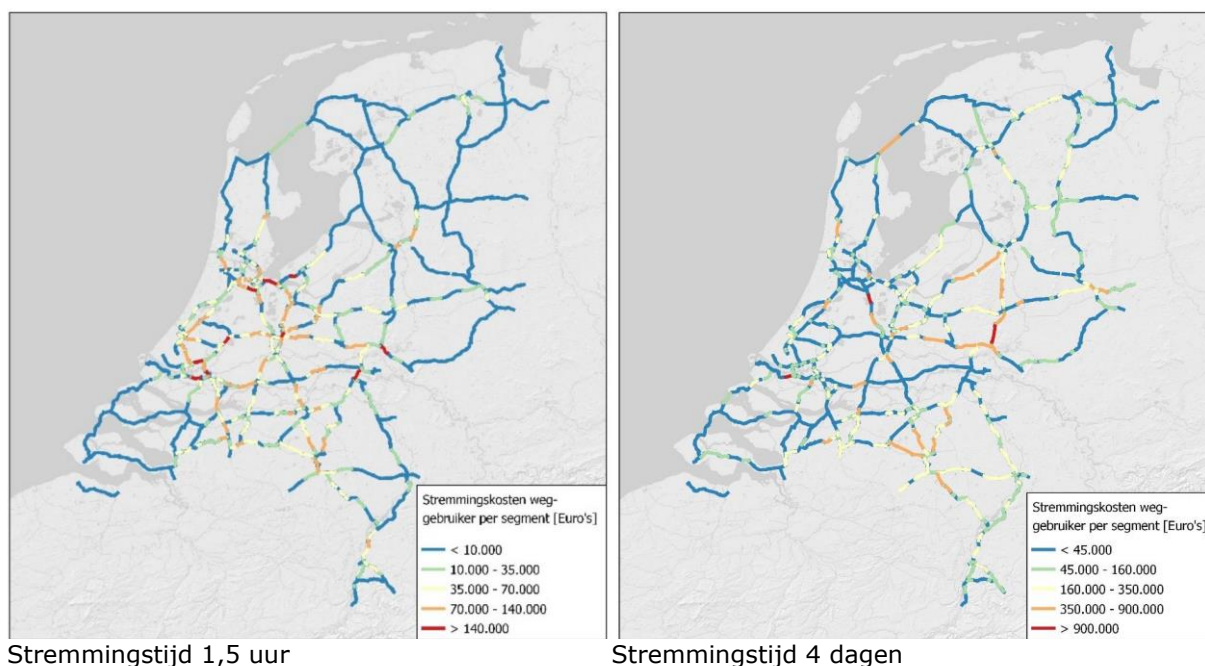 Stremmingskosten weg-
gebruiker per segment [Euro's]
< 10.000
10.000 - 35.000
35.000 - 70.000
70.000 - 140.000
> 140.000
Stremmingstijd 1,5 uur
Stremmingskosten weg-
gebruiker per segment [Euro's]
< 45.000
45.000 - 160.000
160.000 - 350.000
350.000 - 900.000
> 900.000
Stremmingstijd 4 dagen